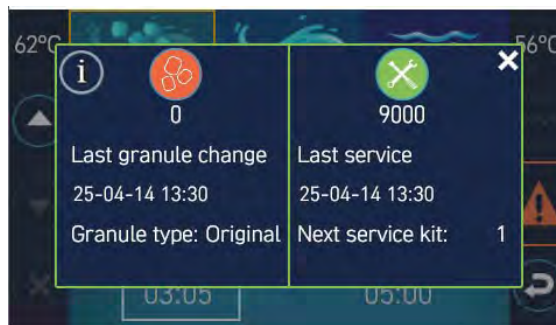 62°C
56°C
i
0
Last granule change
25-04-14 13:30
Granule type: Original
9000
Last service
25-04-14 13:30
Next service kit: 1
03:05
05:00